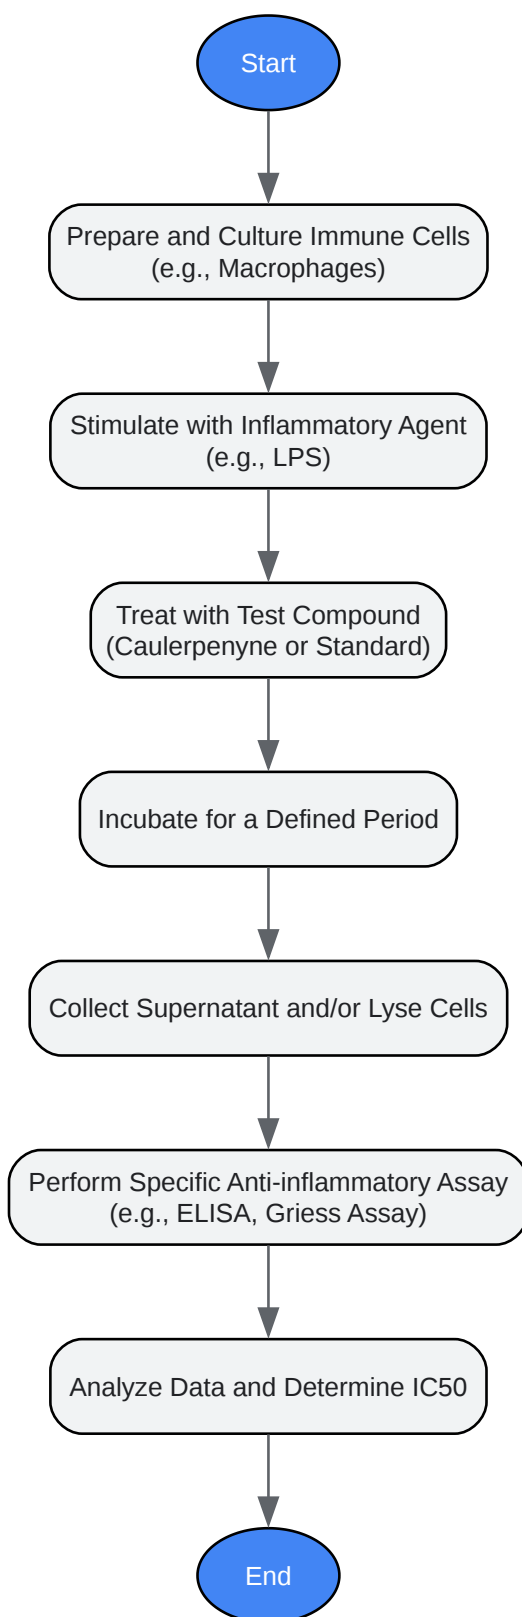 Start
Prepare and Culture Immune Cells
(e.g., Macrophages)
Stimulate with Inflammatory Agent
(e.g., LPS)
Treat with Test Compound
(Caulerpenyne or Standard)
Incubate for a Defined Period
Collect Supernatant and/or Lyse Cells
Perform Specific Anti-inflammatory Assay
(e.g., ELISA, Griess Assay)
Analyze Data and Determine IC50
End